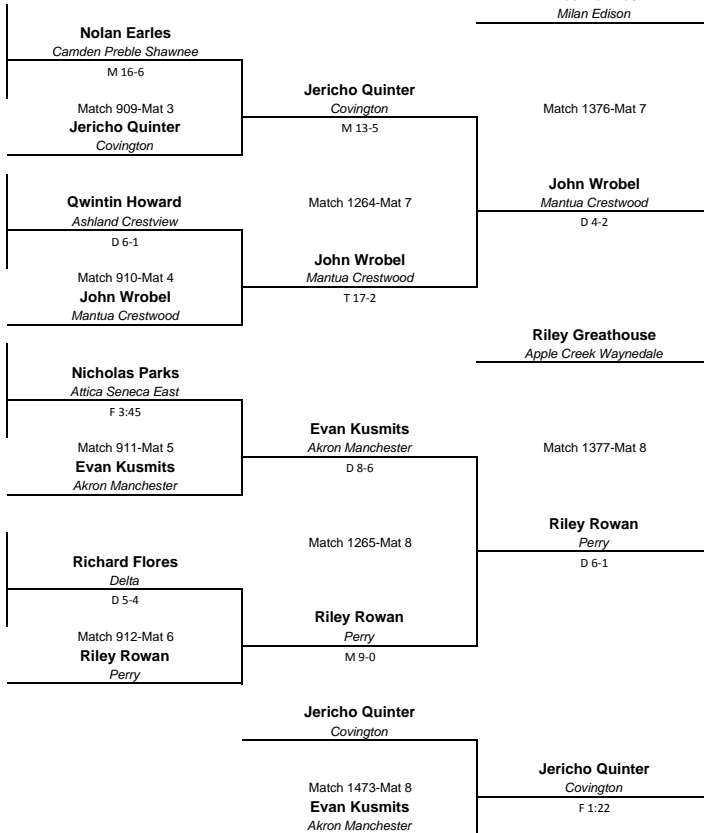 Milan Edison
Nolan Earles
Camden Preble Shawnee
M 16-6
Match 909-Mat 3
Jericho Quinter
Covington
Jericho Quinter
Covington
M 13-5
Match 1376-Mat 7
Qwintin Howard
Ashland Crestview
D 6-1
Match 910-Mat 4
John Wrobel
Mantua Crestwood
Match 1264-Mat 7
John Wrobel
Mantua Crestwood
T 17-2
John Wrobel
Mantua Crestwood
D 4-2
Riley Greathouse
Apple Creek Waynedale
Nicholas Parks
Attica Seneca East
F 3:45
Match 911-Mat 5
Evan Kusmits
Akron Manchester
Evan Kusmits
Akron Manchester
D 8-6
Match 1377-Mat 8
Richard Flores
Delta
D 5-4
Match 912-Mat 6
Riley Rowan
Perry
Match 1265-Mat 8
Riley Rowan
Perry
M 9-0
Riley Rowan
Perry
D 6-1
Jericho Quinter
Covington
Match 1473-Mat 8
Evan Kusmits
Akron Manchester
Jericho Quinter
Covington
F 1:22